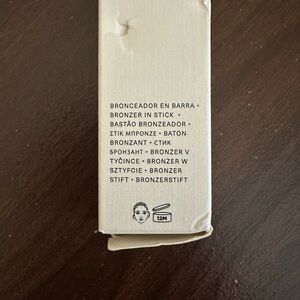 BRONCEADOR EN BARRA •
BRONZER IN STICK •
BASTÃO BRONZEADOR •
ΣΤΙΚ ΜΠΡΟΝΖΕ • BATON
BRONZANT • СТИК
БРОНЗАНТ • BRONZER V
TYČINCE • BRONZER W
SZTYFCIE • BRONZER
STIFT • BRONZERSTIFT
12M